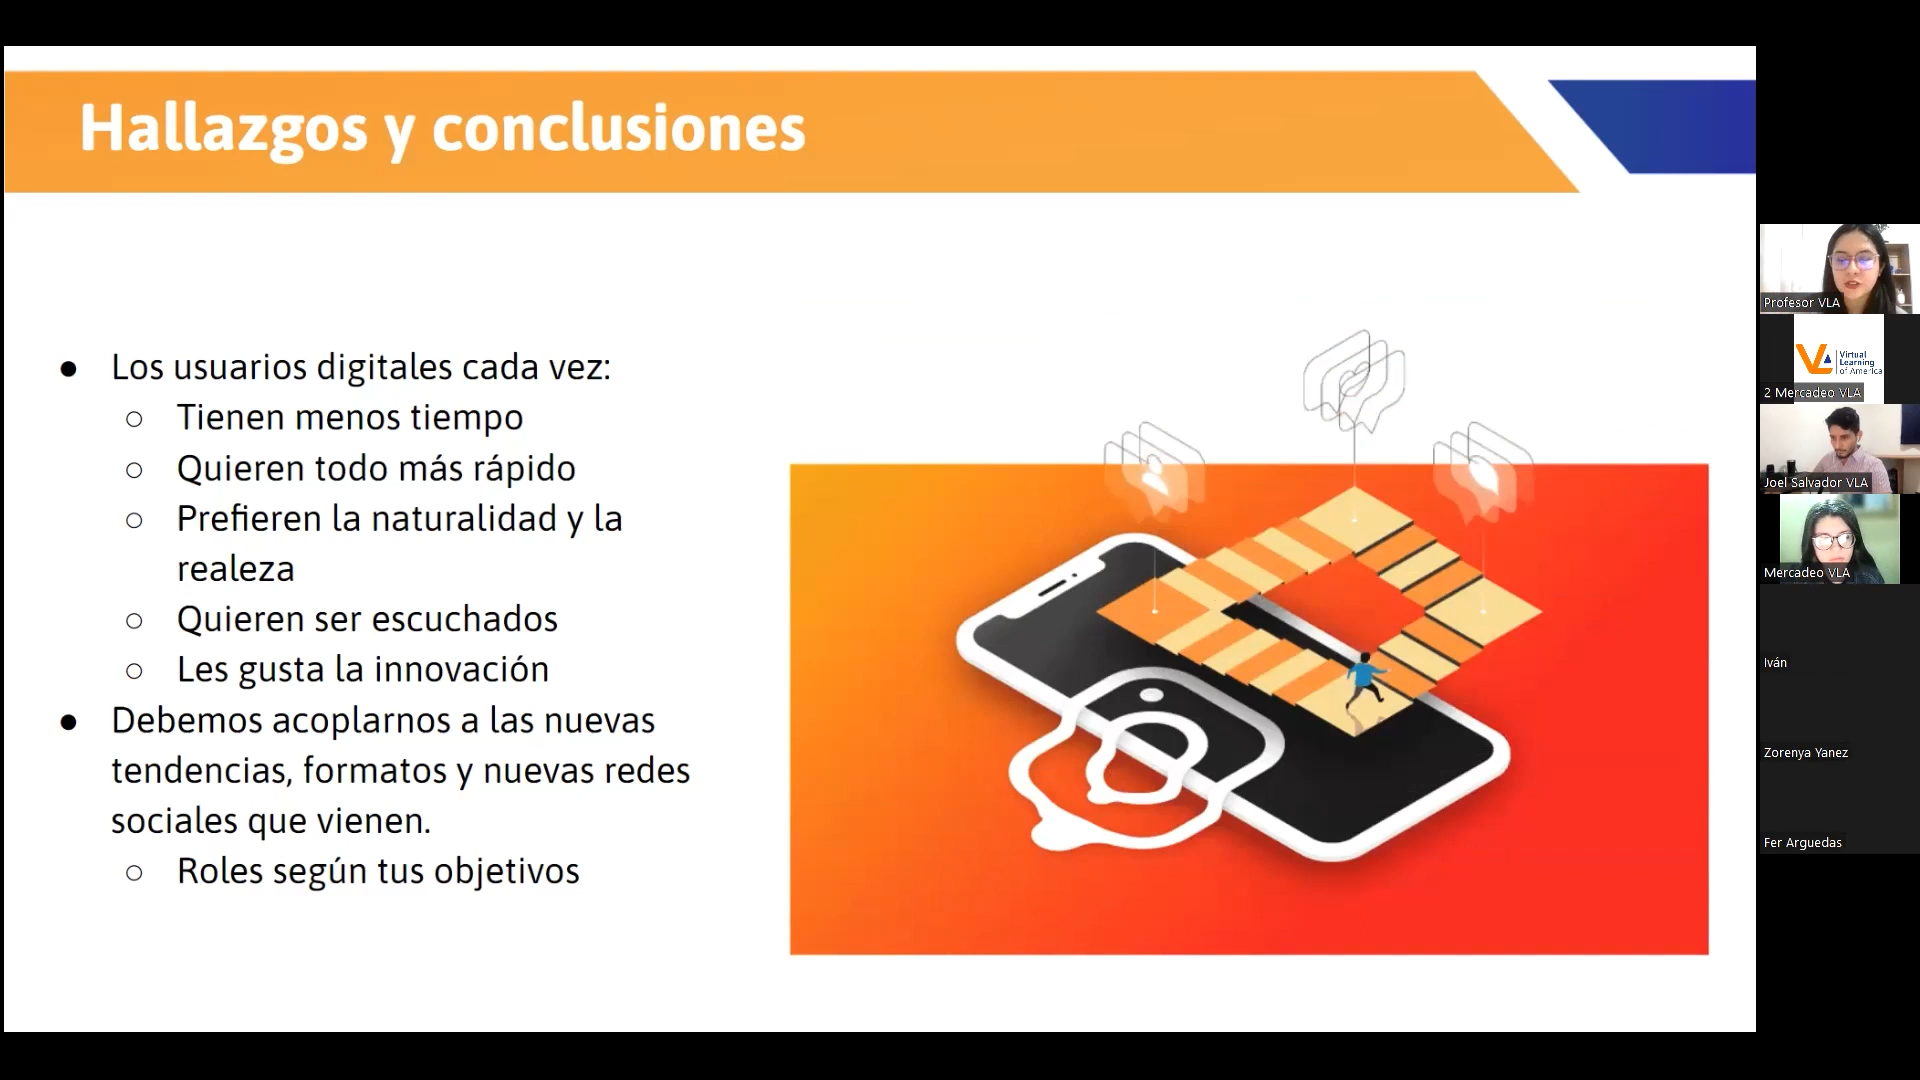 Hallazgos y conclusiones
● Los usuarios digitales cada vez:
○ Tienen menos tiempo
○ Quieren todo más rápido
○ Prefieren la naturalidad y la
realeza
○ Quieren ser escuchados
○ Les gusta la innovación
● Debemos acoplarnos a las nuevas
tendencias, formatos y nuevas redes
sociales que vienen.
○ Roles según tus objetivos
Profesor VLA
VLA
Virtual
Learning
of America
2 Mercadeo VLA
Joel Salvador VLA
Mercadeo VLA
Iván
Zorenya Yanez
Fer Arguedas